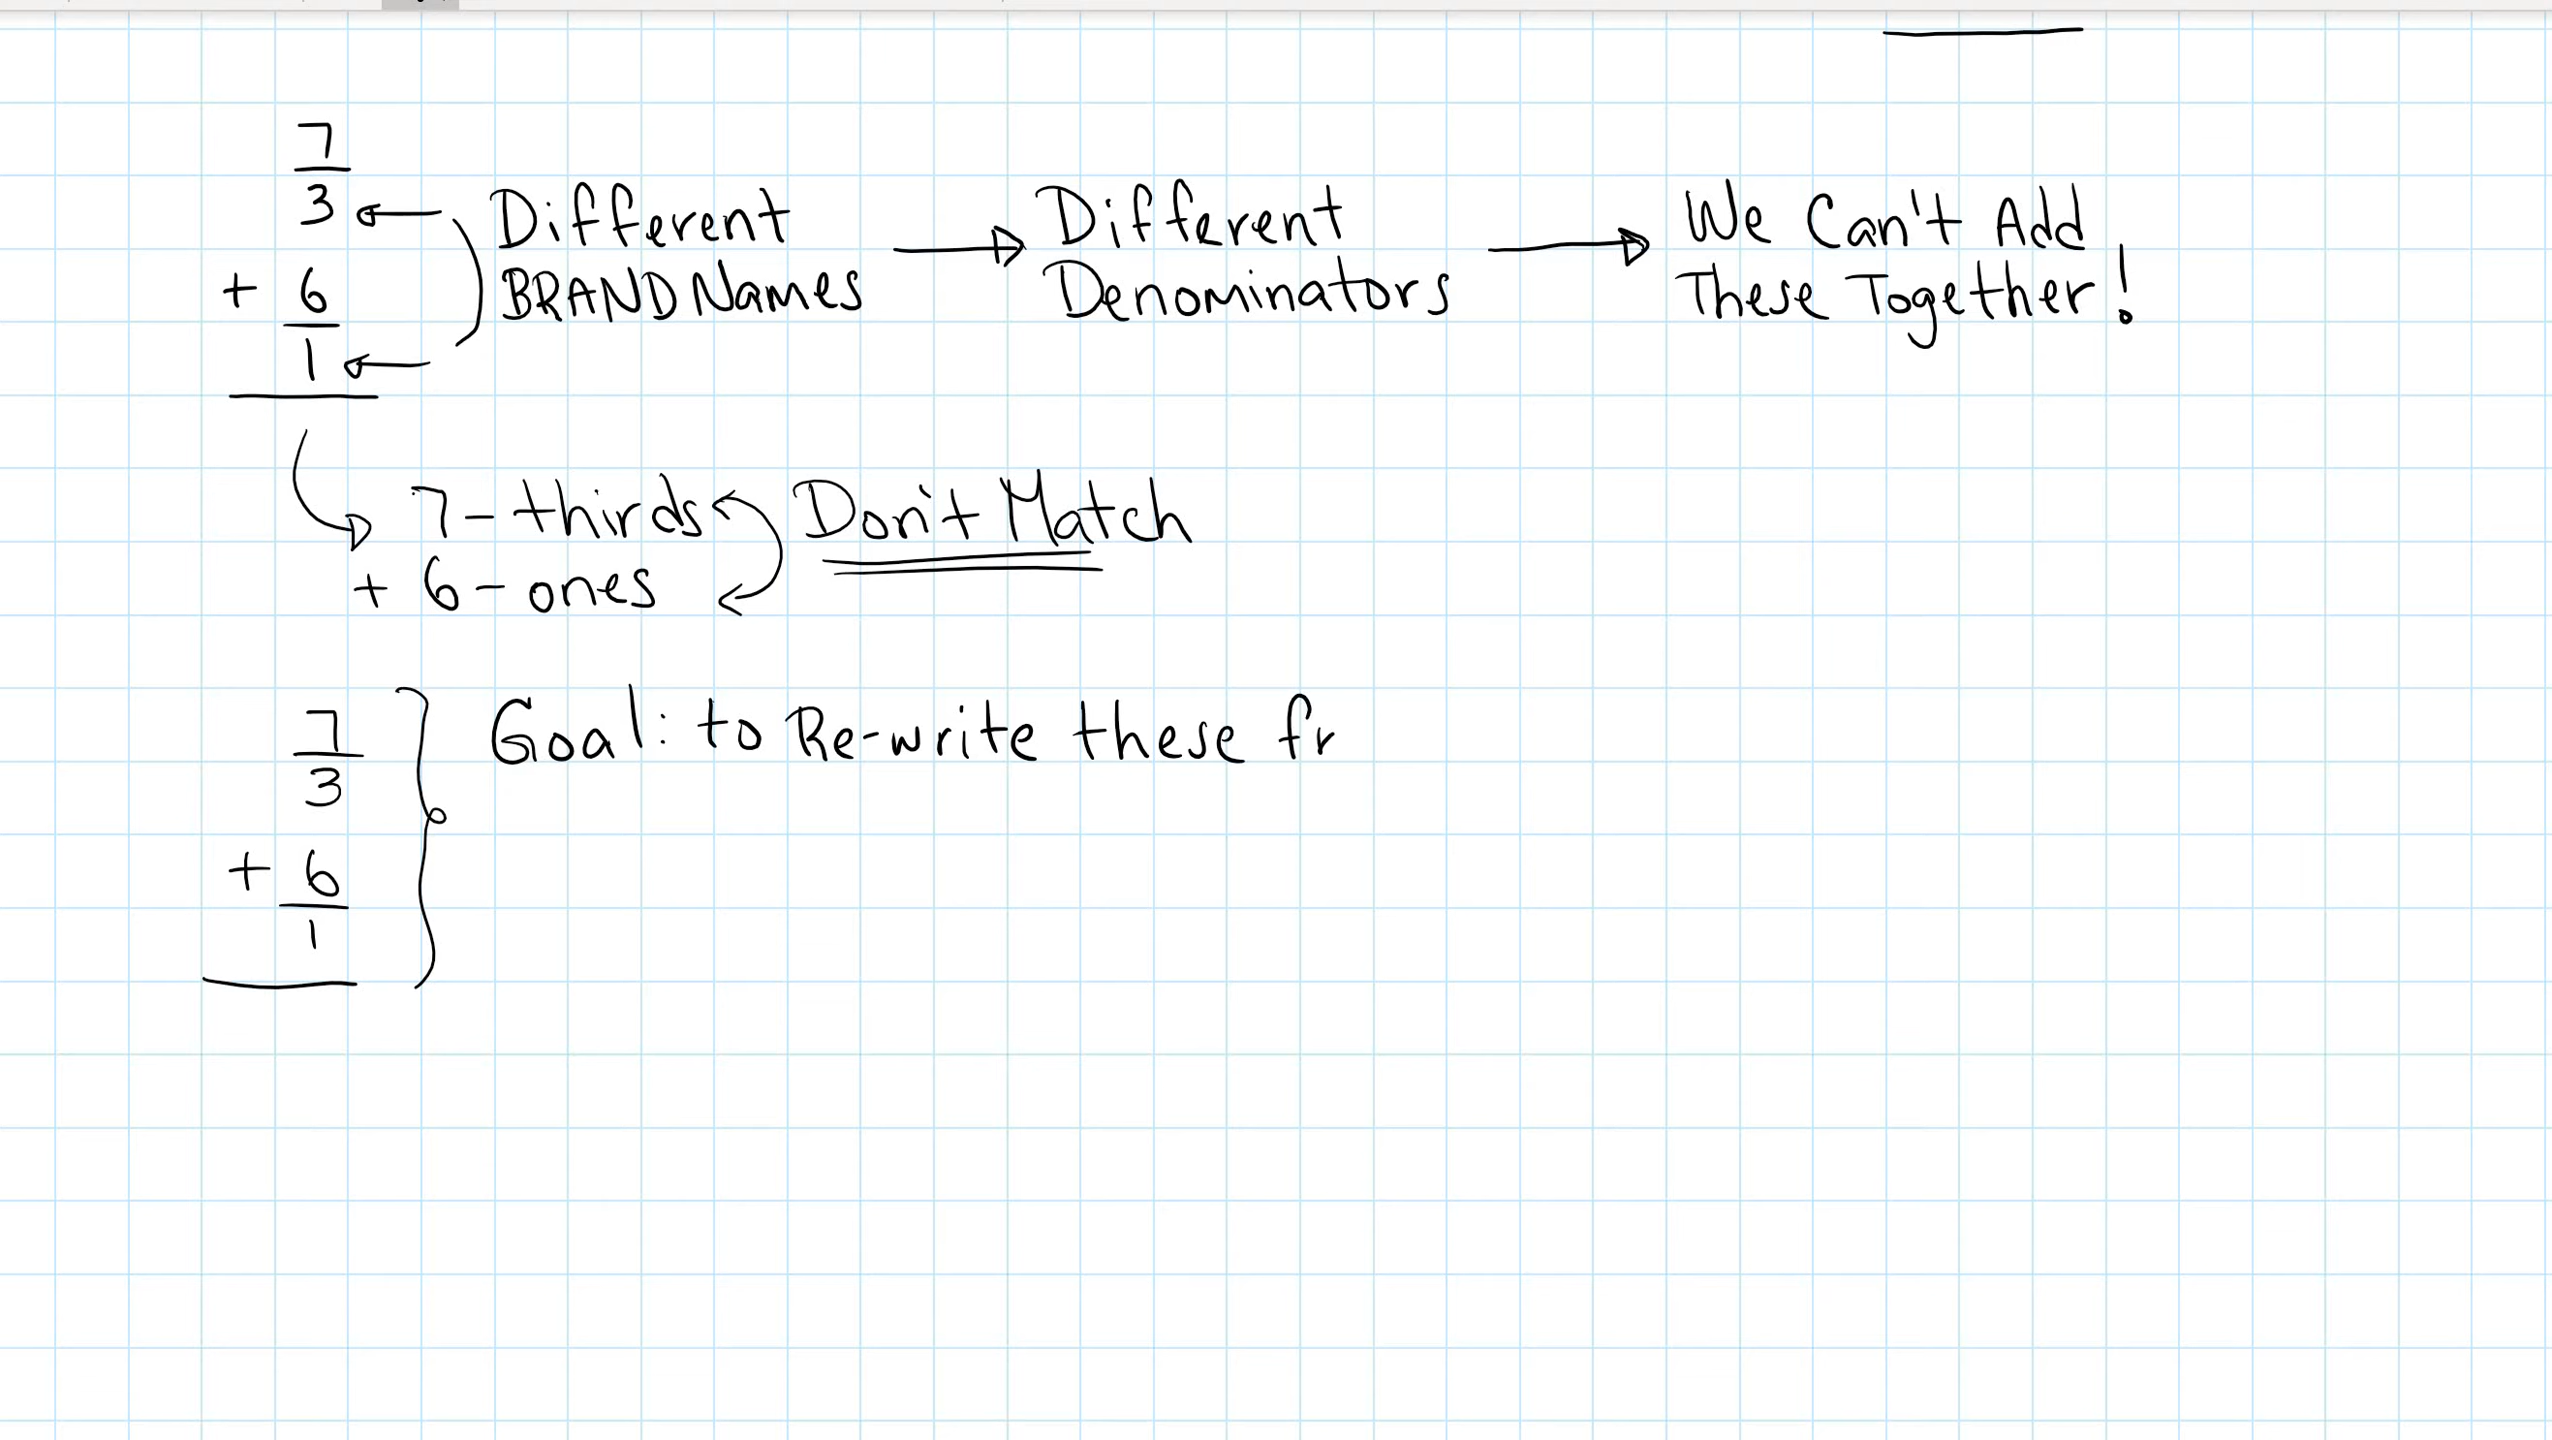 7
3
+ 6
1
Different
BRAND Names
Different
Denominators
We Can't Add
These Together!
7-thirds
+ 6-ones
Don't Match
7
3
+ 6
1
Goal: to Re-write these fr